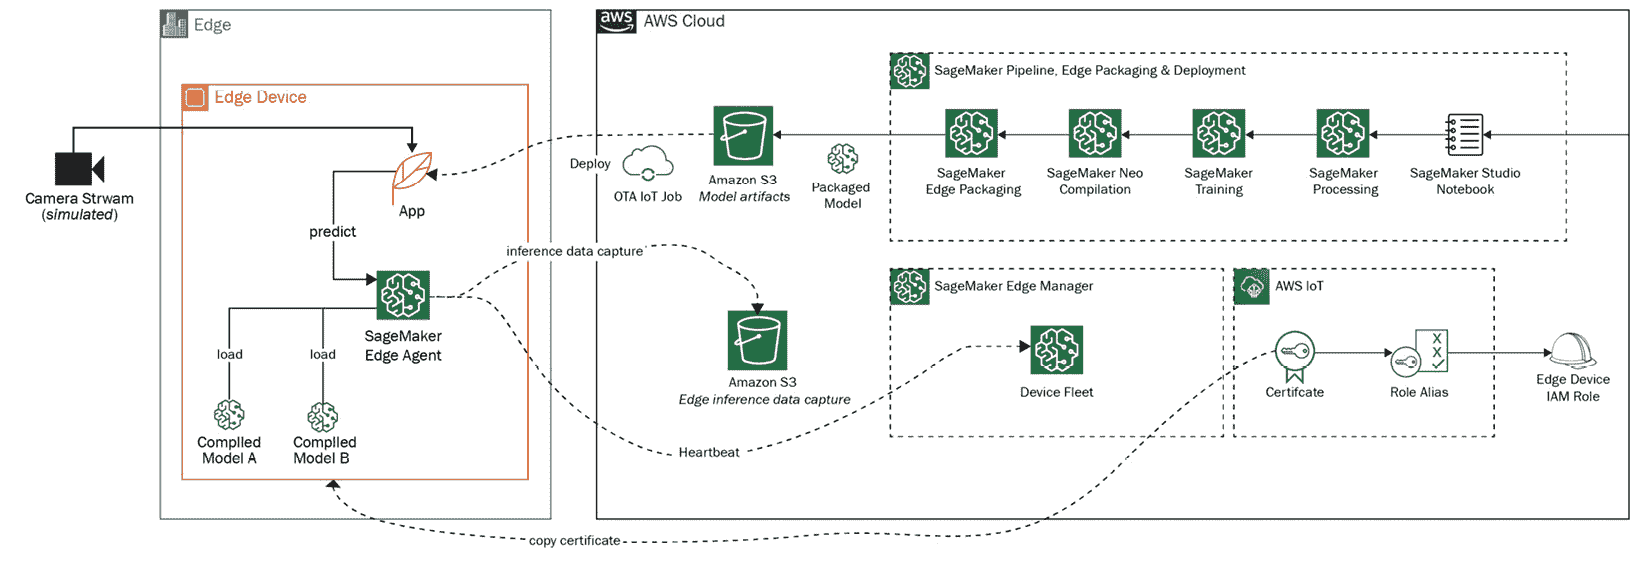 Edge
Edge Device
Camera Strwam
(simulated)
App
predict
SageMaker
Edge Agent
load
load
Complled
Model A
Complled
Model B
aws
AWS Cloud
Deploy
OTA IoT Job
Amazon S3
Model artifacts
Packaged
Model
SageMaker Pipeline, Edge Packaging & Deployment
SageMaker
Edge Packaging
SageMaker Neo
Compilation
SageMaker
Training
SageMaker
Processing
SageMaker Studio
Notebook
inference data capture
Amazon S3
Edge inference data capture
Heartbeat
SageMaker Edge Manager
Device Fleet
AWS IoT
Certifcate
X
X
Role Alias
Edge Device
IAM Role
copy certificate